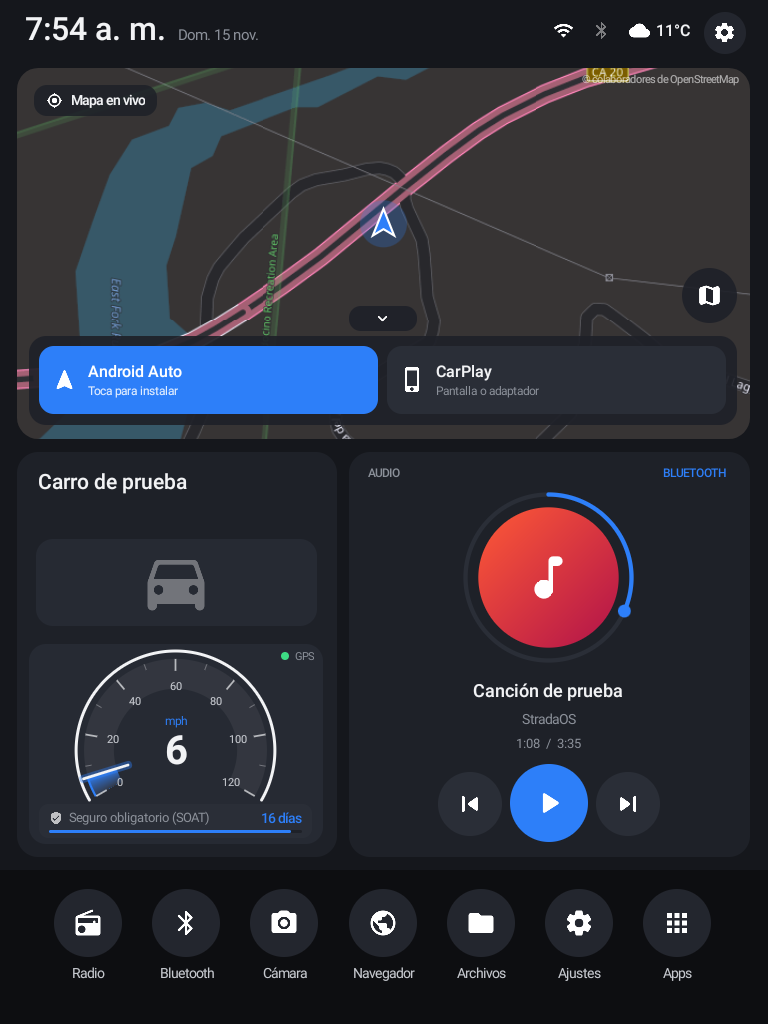 7:54 a. m.
Dom. 15 nov.
11°C
CA 20
© colaboradores de OpenStreetMap
Mapa en vivo
East Fork
cino Recreation Area
Android Auto
Toca para instalar
CarPlay
Pantalla o adaptador
Carro de prueba
GPS
0
20
40
60
80
100
120
mph
6
Seguro obligatorio (SOAT)
16 días
AUDIO
BLUETOOTH
Canción de prueba
StradaOS
1:08 / 3:35
Radio
Bluetooth
Cámara
Navegador
Archivos
Ajustes
Apps